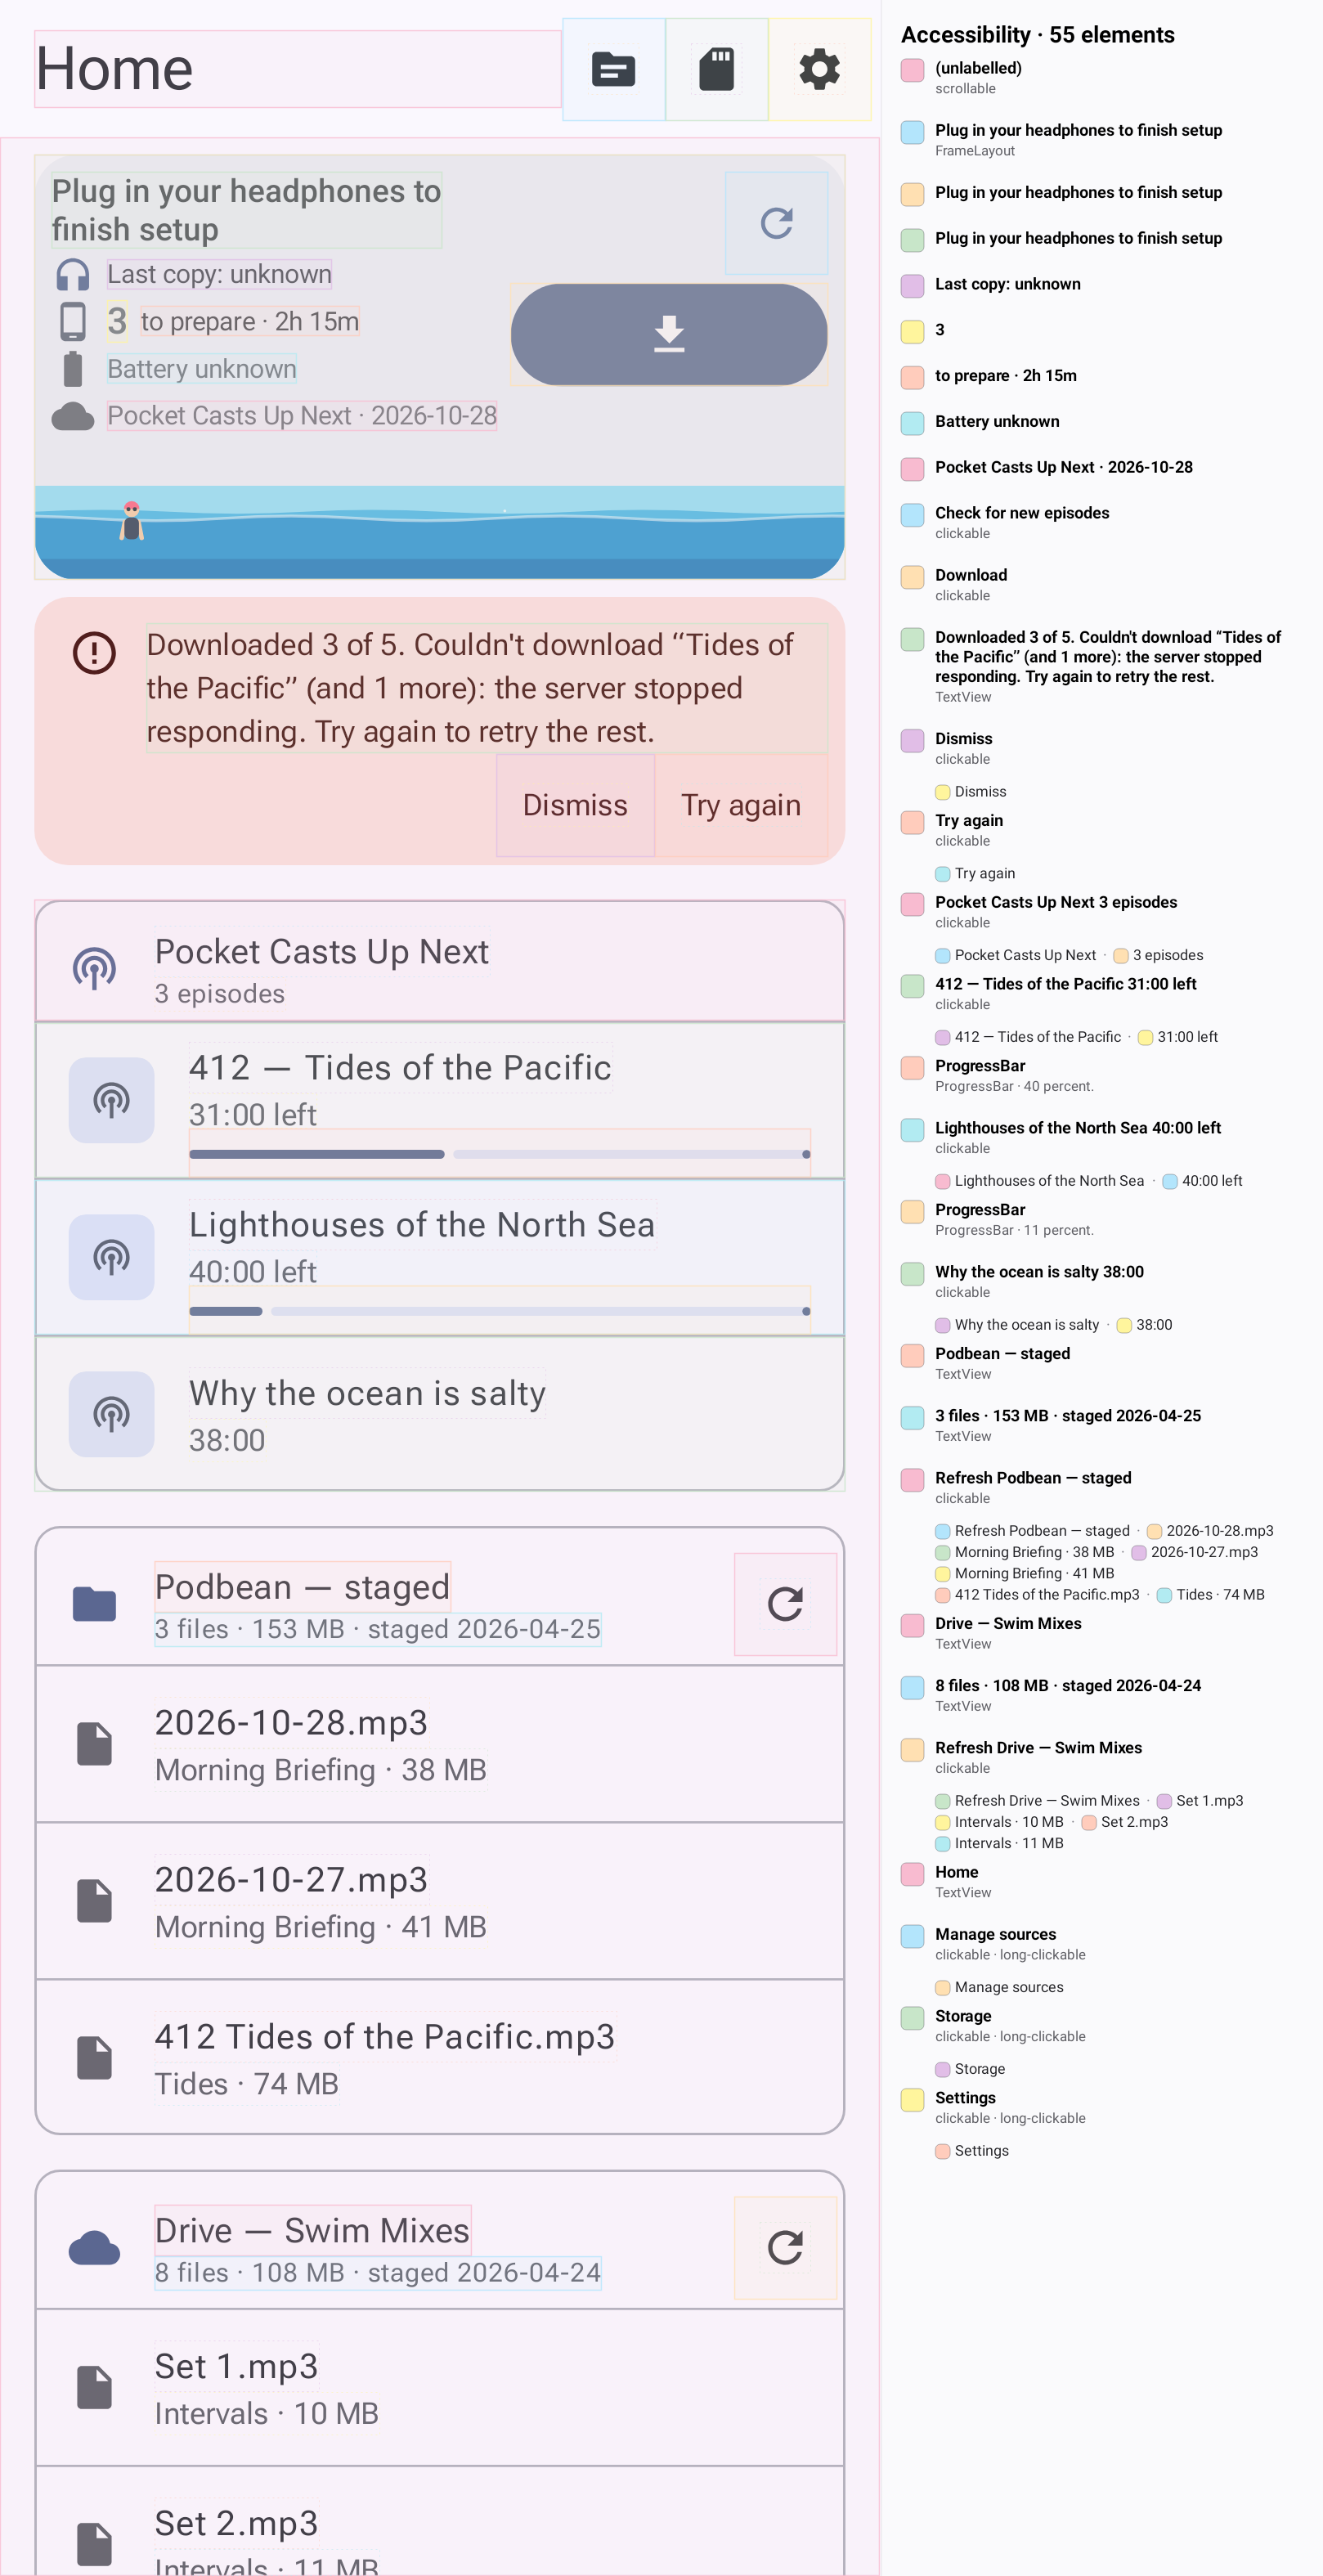 Home
Plug in your headphones to
finish setup
Last copy: unknown
3 to prepare · 2h 15m
Battery unknown
Pocket Casts Up Next · 2026-10-28
Downloaded 3 of 5. Couldn't download “Tides of
the Pacific” (and 1 more): the server stopped
responding. Try again to retry the rest.
Dismiss
Try again
Pocket Casts Up Next
3 episodes
412 — Tides of the Pacific
31:00 left
Lighthouses of the North Sea
40:00 left
Why the ocean is salty
38:00
Podbean — staged
3 files · 153 MB · staged 2026-04-25
2026-10-28.mp3
Morning Briefing · 38 MB
2026-10-27.mp3
Morning Briefing · 41 MB
412 Tides of the Pacific.mp3
Tides · 74 MB
Drive — Swim Mixes
8 files · 108 MB · staged 2026-04-24
Set 1.mp3
Intervals · 10 MB
Set 2.mp3
Intervals · 11 MB
Accessibility · 55 elements
(unlabelled)
scrollable
Plug in your headphones to finish setup
FrameLayout
Plug in your headphones to finish setup
Plug in your headphones to finish setup
Last copy: unknown
3
to prepare · 2h 15m
Battery unknown
Pocket Casts Up Next · 2026-10-28
Check for new episodes
clickable
Download
clickable
Downloaded 3 of 5. Couldn't download “Tides of
the Pacific” (and 1 more): the server stopped
responding. Try again to retry the rest.
TextView
Dismiss
clickable
Dismiss
Try again
clickable
Try again
Pocket Casts Up Next 3 episodes
clickable
Pocket Casts Up Next · 3 episodes
412 — Tides of the Pacific 31:00 left
clickable
412 — Tides of the Pacific · 31:00 left
ProgressBar
ProgressBar · 40 percent.
Lighthouses of the North Sea 40:00 left
clickable
Lighthouses of the North Sea · 40:00 left
ProgressBar
ProgressBar · 11 percent.
Why the ocean is salty 38:00
clickable
Why the ocean is salty · 38:00
Podbean — staged
TextView
3 files · 153 MB · staged 2026-04-25
TextView
Refresh Podbean — staged
clickable
Refresh Podbean — staged · 2026-10-28.mp3
Morning Briefing · 38 MB · 2026-10-27.mp3
Morning Briefing · 41 MB
412 Tides of the Pacific.mp3 · Tides · 74 MB
Drive — Swim Mixes
TextView
8 files · 108 MB · staged 2026-04-24
TextView
Refresh Drive — Swim Mixes
clickable
Refresh Drive — Swim Mixes · Set 1.mp3
Intervals · 10 MB · Set 2.mp3
Intervals · 11 MB
Home
TextView
Manage sources
clickable · long-clickable
Manage sources
Storage
clickable · long-clickable
Storage
Settings
clickable · long-clickable
Settings